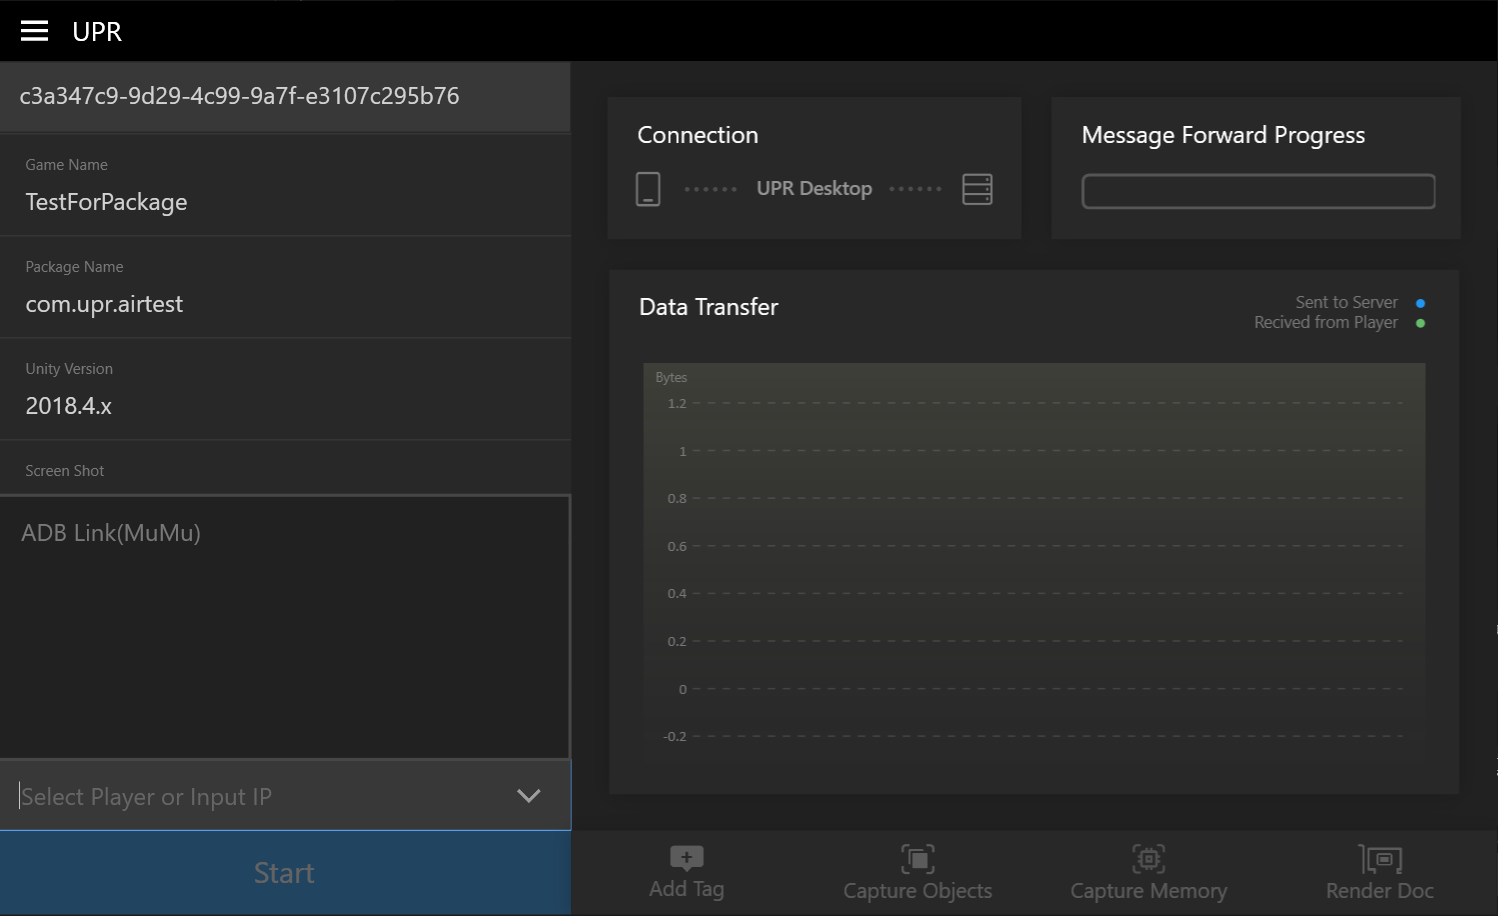 UPR
c3a347c9-9d29-4c99-9a7f-e3107c295b76
Game Name
TestForPackage
Package Name
com.upr.airtest
Unity Version
2018.4.x
Screen Shot
ADB Link(MuMu)
Select Player or Input IP
Start
Connection
UPR Desktop
Message Forward Progress
Data Transfer
Sent to Server
Recived from Player
Bytes
1.2
1
0.8
0.6
0.4
0.2
0
-0.2
Add Tag
Capture Objects
Capture Memory
Render Doc